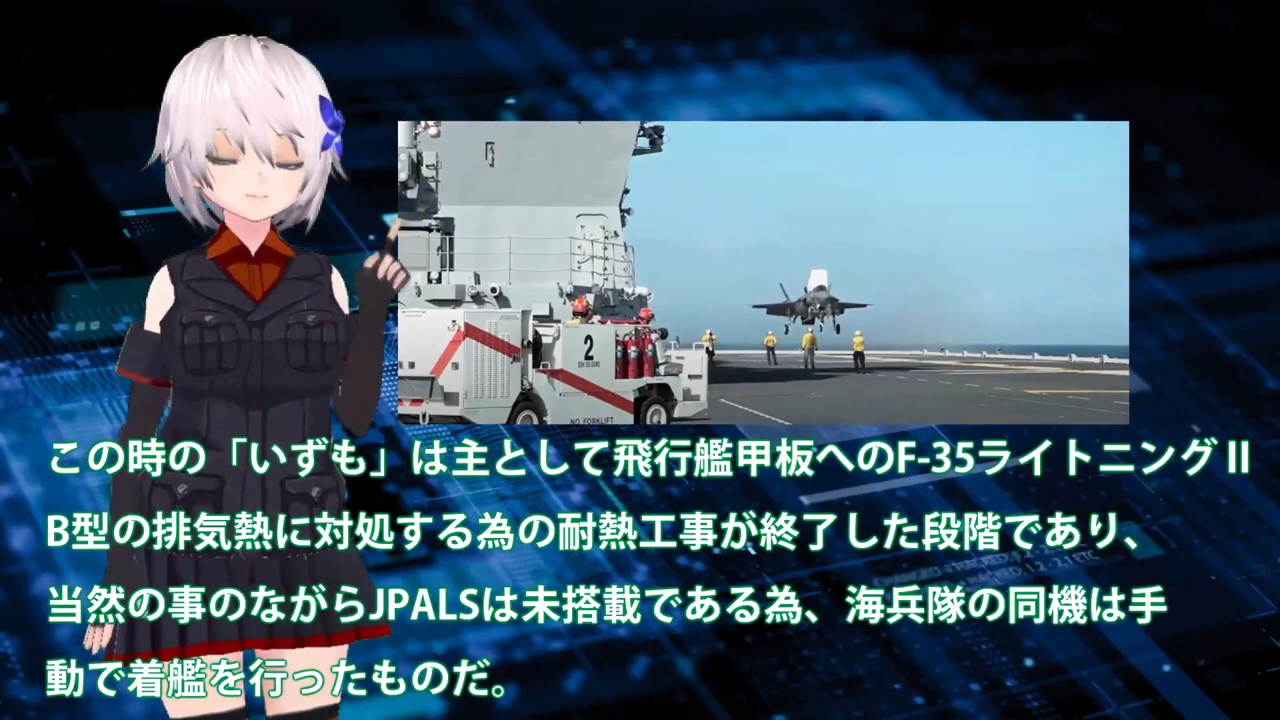 2
NO FORKLIFT
この時の「いずも」は主として飛行艦甲板へのF-35ライトニングⅡ
B型の排気熱に対処する為の耐熱工事が終了した段階であり、
当然の事のながらJPALSは未搭載である為、海兵隊の同機は手
動で着艦を行ったものだ。